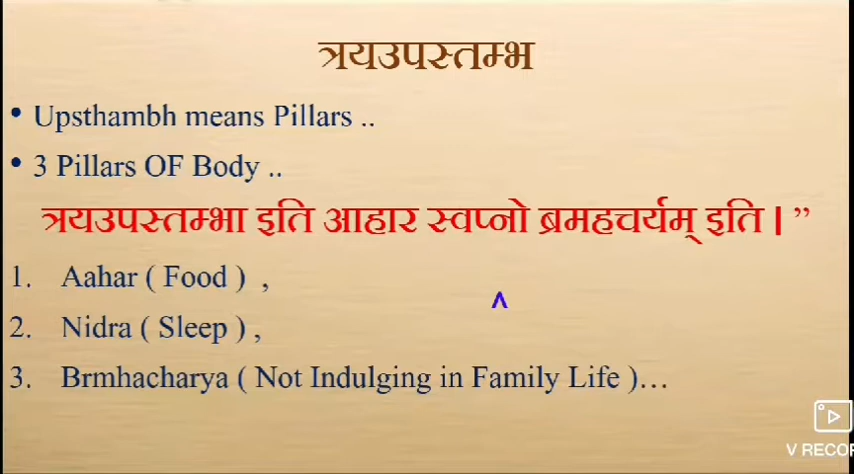 त्रयउपस्तम्भ
• Upsthambh means Pillars ..
• 3 Pillars OF Body ..
त्रयउपस्तम्भा इति आहार स्वप्नो ब्रमहचर्यम् इति । ”
1. Aahar ( Food ) ,
2. Nidra ( Sleep ) ,
3. Brmhacharya ( Not Indulging in Family Life )…
V RECOR